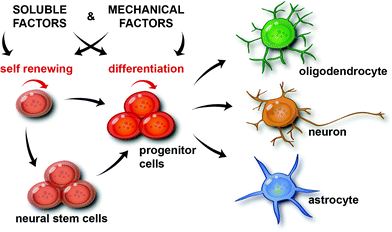 SOLUBLE & MECHANICAL
FACTORS FACTORS
self renewing differentiation
oligodendrocyte
neuron
progenitor
cells
neural stem cells
astrocyte